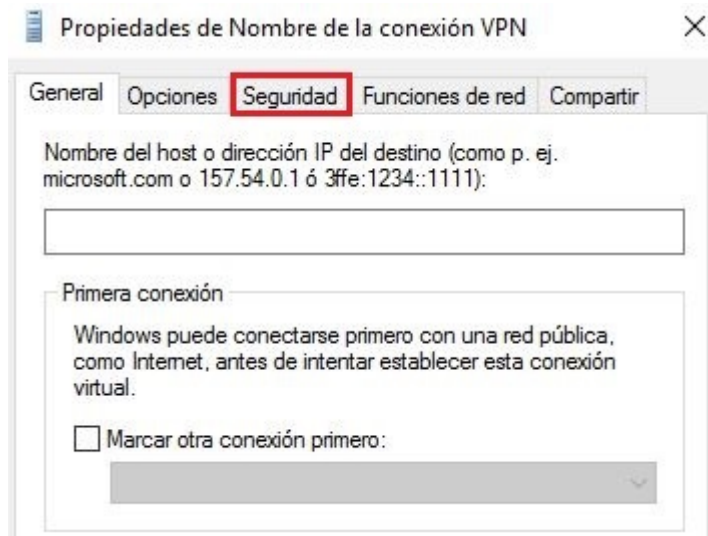 Propiedades de Nombre de la conexión VPN
General Opciones Seguridad Funciones de red Compartir
Nombre del host o dirección IP del destino (como p. ej.
microsoft.com o 157.54.0.1 ó 3ffe:1234::1111):
Primera conexión
Windows puede conectarse primero con una red pública,
como Internet, antes de intentar establecer esta conexión
virtual.
Marcar otra conexión primero: